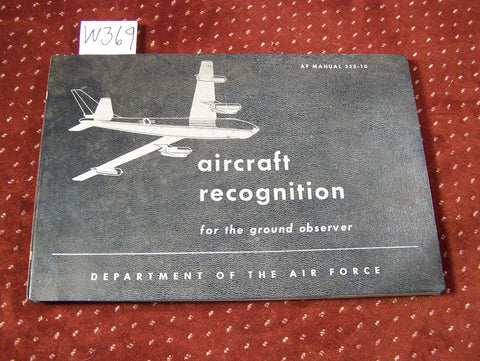 W369
AF MANUAL 355-10
aircraft
recognition
for the ground observer
DEPARTMENT OF THE AIR FORCE